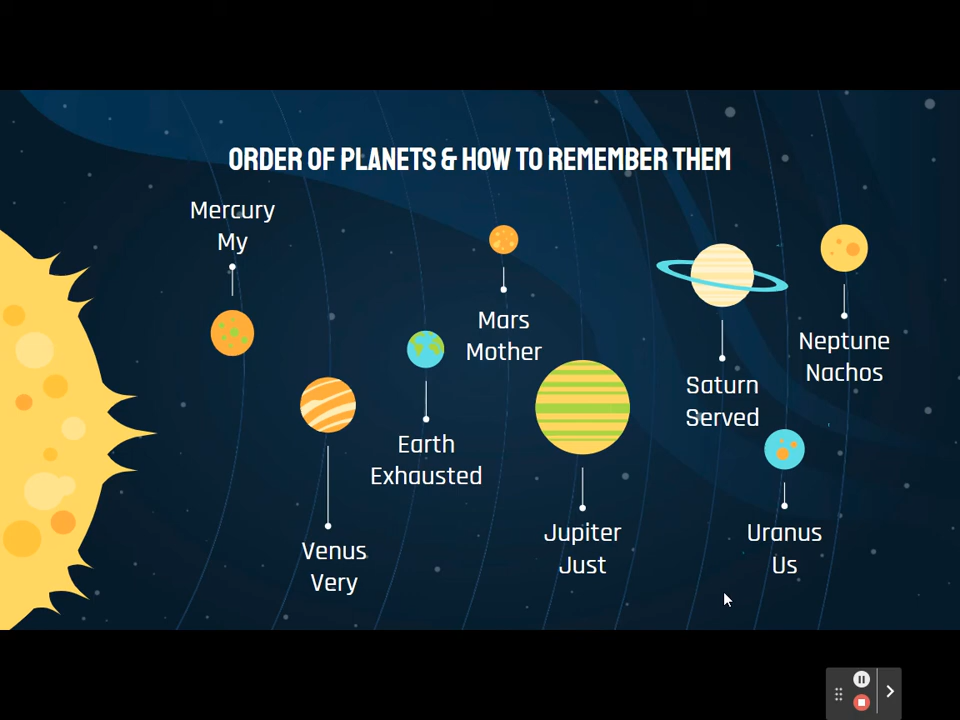 ORDER OF PLANETS & HOW TO REMEMBER THEM
Mercury
My
Venus
Very
Earth
Exhausted
Mars
Mother
Jupiter
Just
Saturn
Served
Uranus
Us
Neptune
Nachos